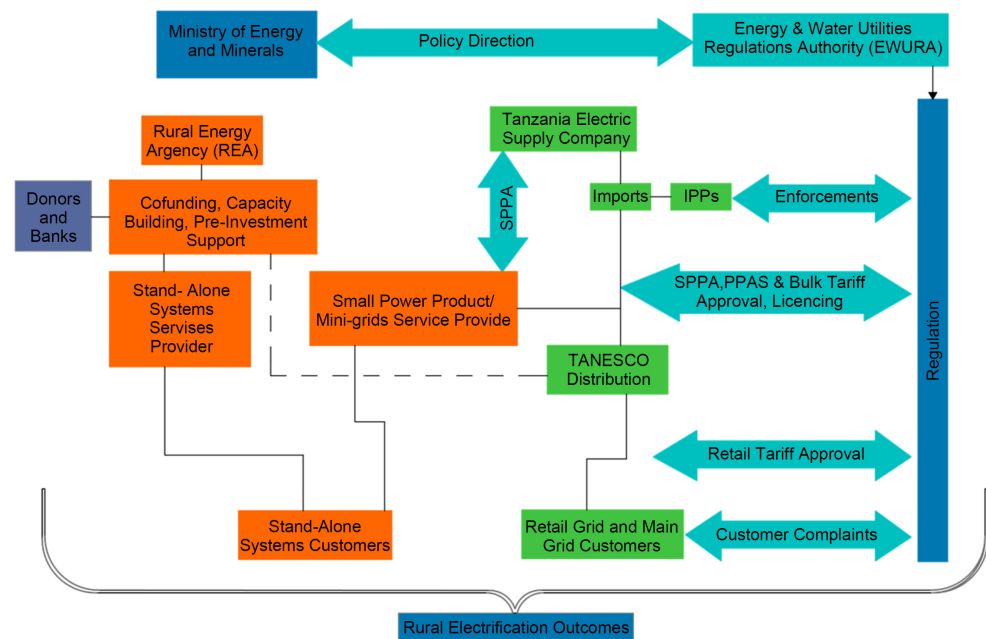 Ministry of Energy
and Minerals
Policy Direction
Energy & Water Utilities
Regulations Authority (EWURA)
Rural Energy
Argency (REA)
Tanzania Electric
Supply Company
Donors
and
Banks
Cofunding, Capacity
Building, Pre-Investment
Support
SPPA
Imports
IPPs
Enforcements
Stand- Alone
Systems
Servises
Provider
Small Power Product/
Mini-grids Service Provide
SPPA,PPAS & Bulk Tariff
Approval, Licencing
Regulation
TANESCO
Distribution
Retail Tariff Approval
Stand-Alone
Systems Customers
Retail Grid and Main
Grid Customers
Customer Complaints
Rural Electrification Outcomes